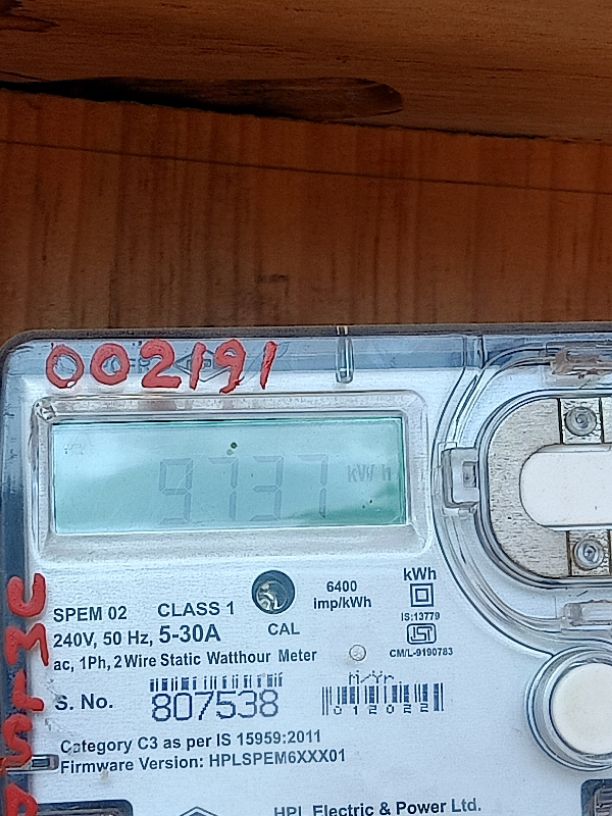 002191
9737 kWh
SPEM 02 CLASS 1
240V, 50 Hz, 5-30A
ac, 1Ph, 2 Wire Static Watthour Meter
CAL
6400
Imp/kWh
kWh
IS:13779
CM/L-9190783
S. No. 807538
M/Yr.
012022
Category C3 as per IS 15959:2011
Firmware Version: HPLSPEM6XXX01
HPL Electric & Power Ltd.